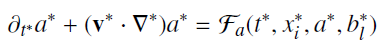 ∂_{t*} a* + (v* · ∇*)a* = ℱ_a(t*, x_i*, a*, b_l*)